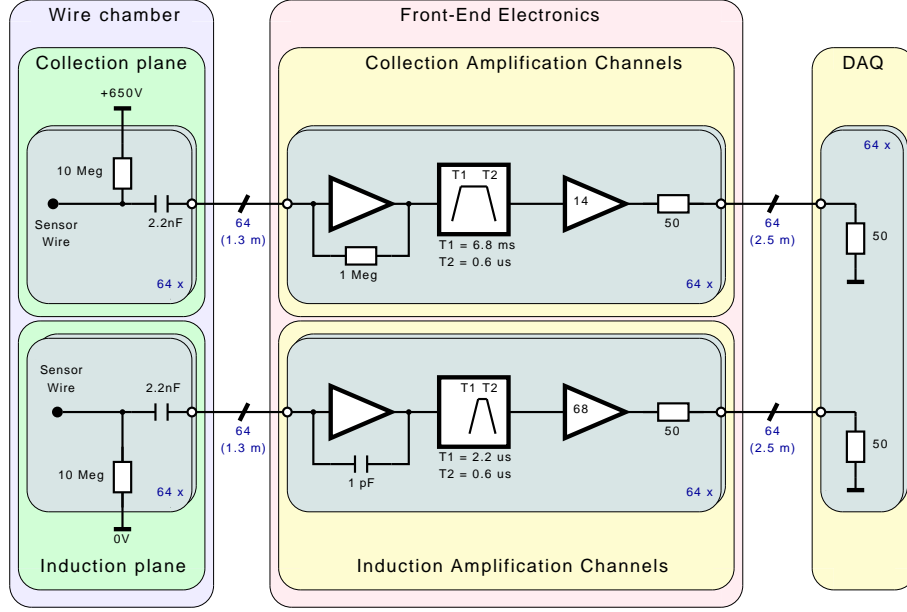 Wire chamber
Front-End Electronics
Collection plane
Collection Amplification Channels
DAQ
+650V
64 x
10 Meg
T1 T2
14
2.2nF
Sensor
Wire
64
(1.3 m)
50
64
(2.5 m)
50
T1 = 6.8 ms
T2 = 0.6 us
1 Meg
64 x
64 x
Sensor
Wire
2.2nF
T1 T2
68
64
(1.3 m)
50
64
(2.5 m)
50
T1 = 2.2 us
T2 = 0.6 us
10 Meg
1 pF
64 x
64 x
0V
Induction plane
Induction Amplification Channels